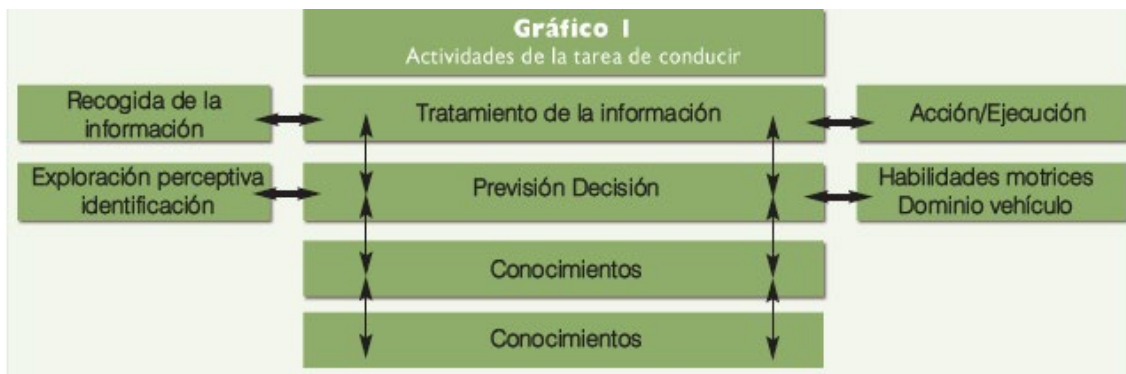 Gráfico 1
Actividades de la tarea de conducir
Recogida de la
información
Tratamiento de la información
Acción/Ejecución
Exploración perceptiva
identificación
Previsión Decisión
Habilidades motrices
Dominio vehículo
Conocimientos
Conocimientos